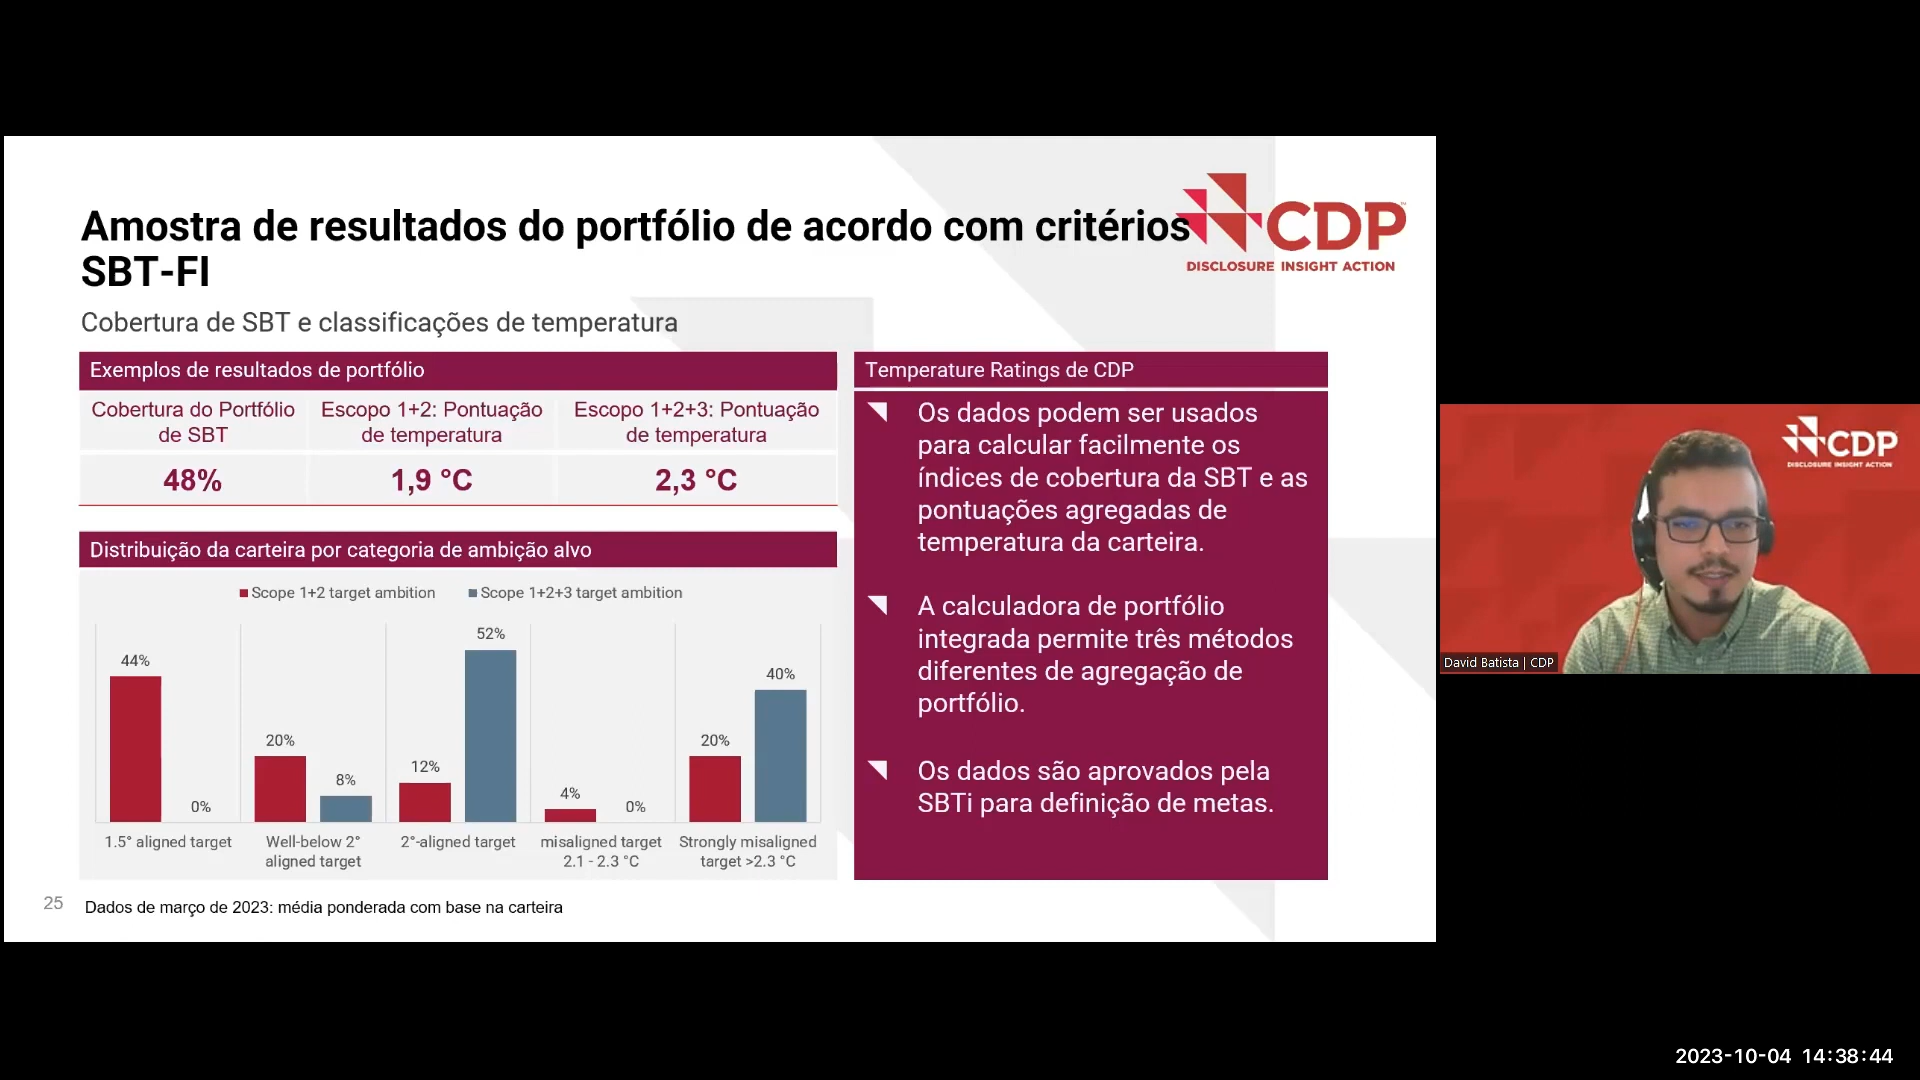 Amostra de resultados do portfólio de acordo com critérios
SBT-FI
CDP
DISCLOSURE INSIGHT ACTION
Cobertura de SBT e classificações de temperatura
Exemplos de resultados de portfólio
Cobertura do Portfólio
de SBT
Escopo 1+2: Pontuação
de temperatura
Escopo 1+2+3: Pontuação
de temperatura
48%
1,9 °C
2,3 °C
Distribuição da carteira por categoria de ambição alvo
Scope 1+2 target ambition
Scope 1+2+3 target ambition
44%
0%
20%
8%
12%
52%
4%
0%
20%
40%
1.5° aligned target
Well-below 2°
aligned target
2°-aligned target
misaligned target
2.1 - 2.3 °C
Strongly misaligned
target >2.3 °C
Temperature Ratings de CDP
Os dados podem ser usados
para calcular facilmente os
índices de cobertura da SBT e as
pontuações agregadas de
temperatura da carteira.
A calculadora de portfólio
integrada permite três métodos
diferentes de agregação de
portfólio.
Os dados são aprovados pela
SBTi para definição de metas.
25
Dados de março de 2023: média ponderada com base na carteira
CDP
DISCLOSURE INSIGHT ACTION
David Batista | CDP
2023-10-04 14:38:44